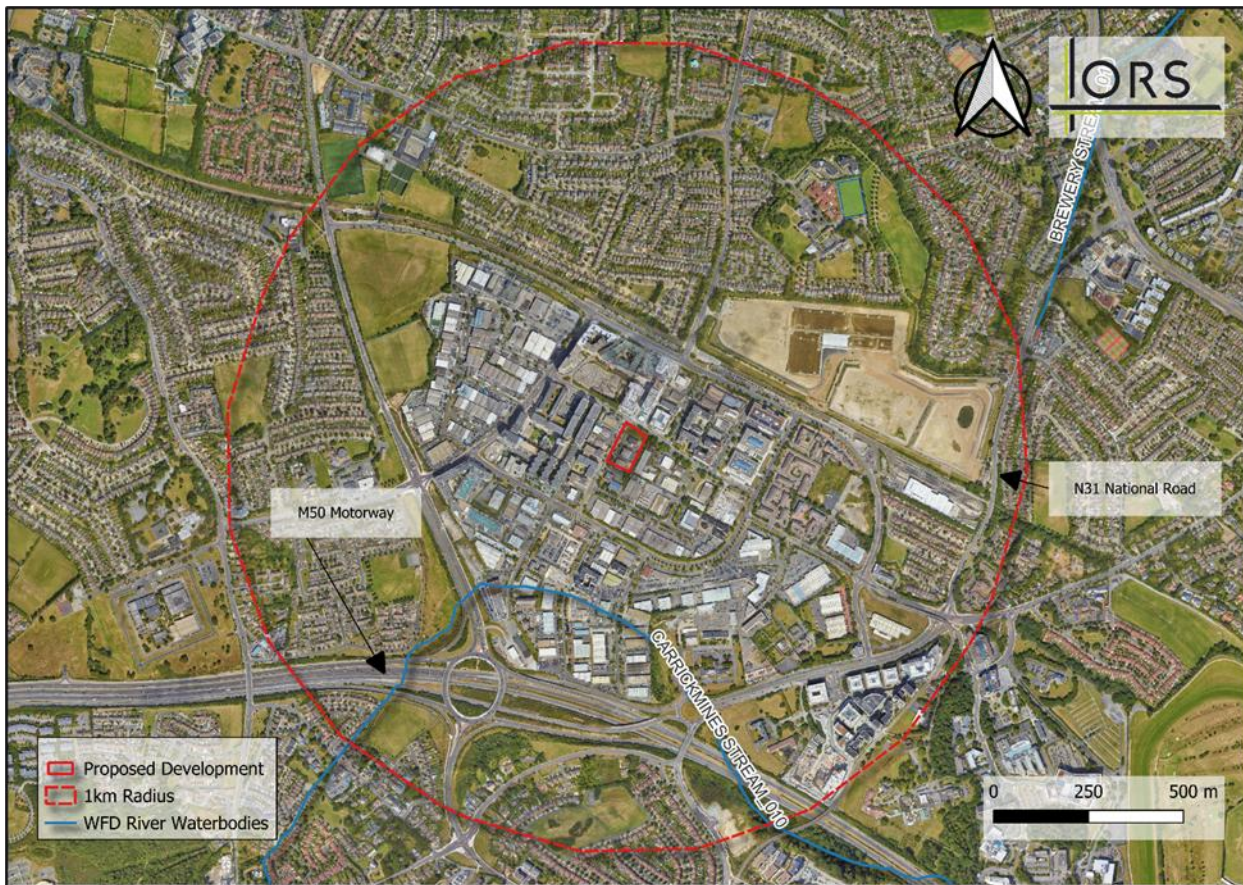 ORS
BREWERY STREAM_01
N31 National Road
M50 Motorway
CARRICKMINES STREAM_010
Proposed Development
1km Radius
WFD River Waterbodies
0 250 500 m